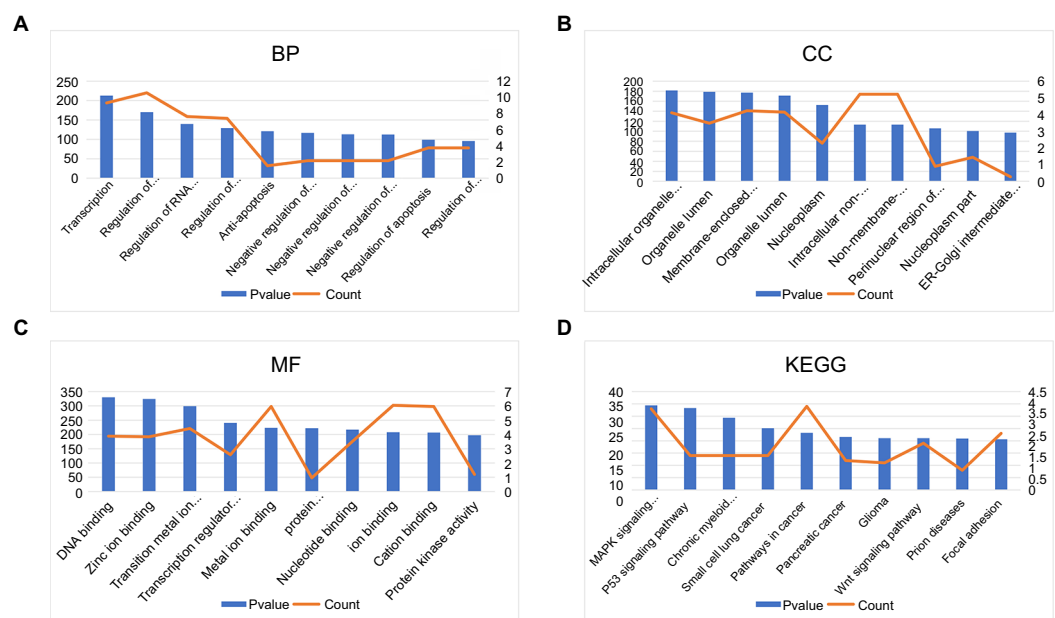 A
BP
250
200
150
100
50
0
12
10
8
6
4
2
0
Transcription
Regulation of...
Regulation of RNA...
Regulation of...
Anti-apoptosis
Negative regulation of...
Negative regulation of...
Negative regulation of...
Regulation of apoptosis
Regulation of...
Pvalue Count
B
CC
200
180
160
140
120
100
80
60
40
20
0
6
5
4
3
2
1
0
Intracellular organelle...
Organelle lumen
Membrane-enclosed...
Organelle lumen
Nucleoplasm
Intracellular non-...
Non-membrane-...
Perinuclear region of...
Nucleoplasm part
ER-Golgi intermediate...
Pvalue Count
C
MF
350
300
250
200
150
100
50
0
7
6
5
4
3
2
1
0
DNA binding
Zinc ion binding
Transition metal ion...
Transcription regulator...
Metal ion binding
protein...
Nucleotide binding
ion binding
Cation binding
Protein kinase activity
Pvalue Count
D
KEGG
40
35
30
25
20
15
10
5
0
4.5
4
3.5
3
2.5
2
1.5
1
0.5
0
MAPK signaling...
P53 signaling pathway
Chronic myeloid...
Small cell lung cancer
Pathways in cancer
Pancreatic cancer
Glioma
Wnt signaling pathway
Prion diseases
Focal adhesion
Pvalue Count